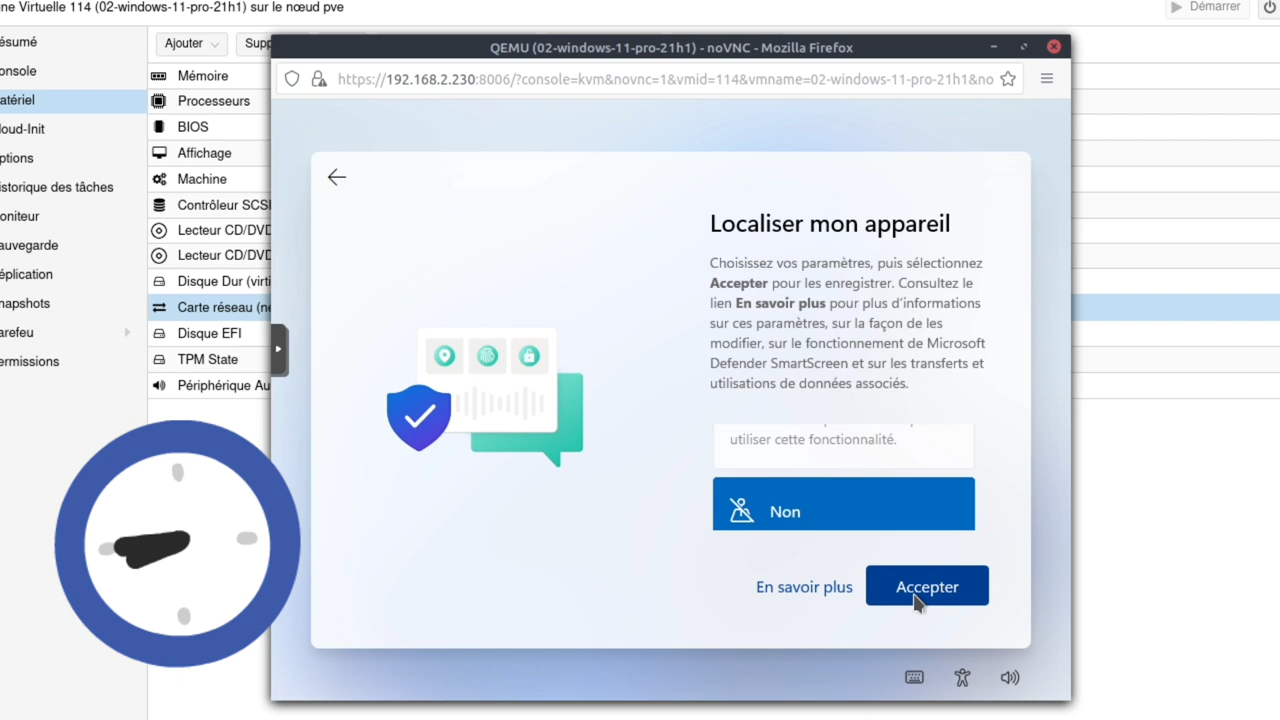 ne Virtuelle 114 (02-windows-11-pro-21h1) sur le nœud pve
Démarrer
ésumé
onsole
atériel
loud-Init
ptions
istorique des tâches
oniteur
auvegarde
éplication
napshots
arefeu
ermissions
Ajouter
Supp
Mémoire
Processeurs
BIOS
Affichage
Machine
Contrôleur SCSI
Lecteur CD/DVD
Lecteur CD/DVD
Disque Dur (virti
Carte réseau (ne
Disque EFI
TPM State
Périphérique Au
QEMU (02-windows-11-pro-21h1) - noVNC - Mozilla Firefox
https://192.168.2.230:8006/?console=kvm&novnc=1&vmid=114&vmname=02-windows-11-pro-21h1&no
Localiser mon appareil
Choisissez vos paramètres, puis sélectionnez
Accepter pour les enregistrer. Consultez le
lien En savoir plus pour plus d'informations
sur ces paramètres, sur la façon de les
modifier, sur le fonctionnement de Microsoft
Defender SmartScreen et sur les transferts et
utilisations de données associés.
utiliser cette fonctionnalité.
Non
En savoir plus
Accepter